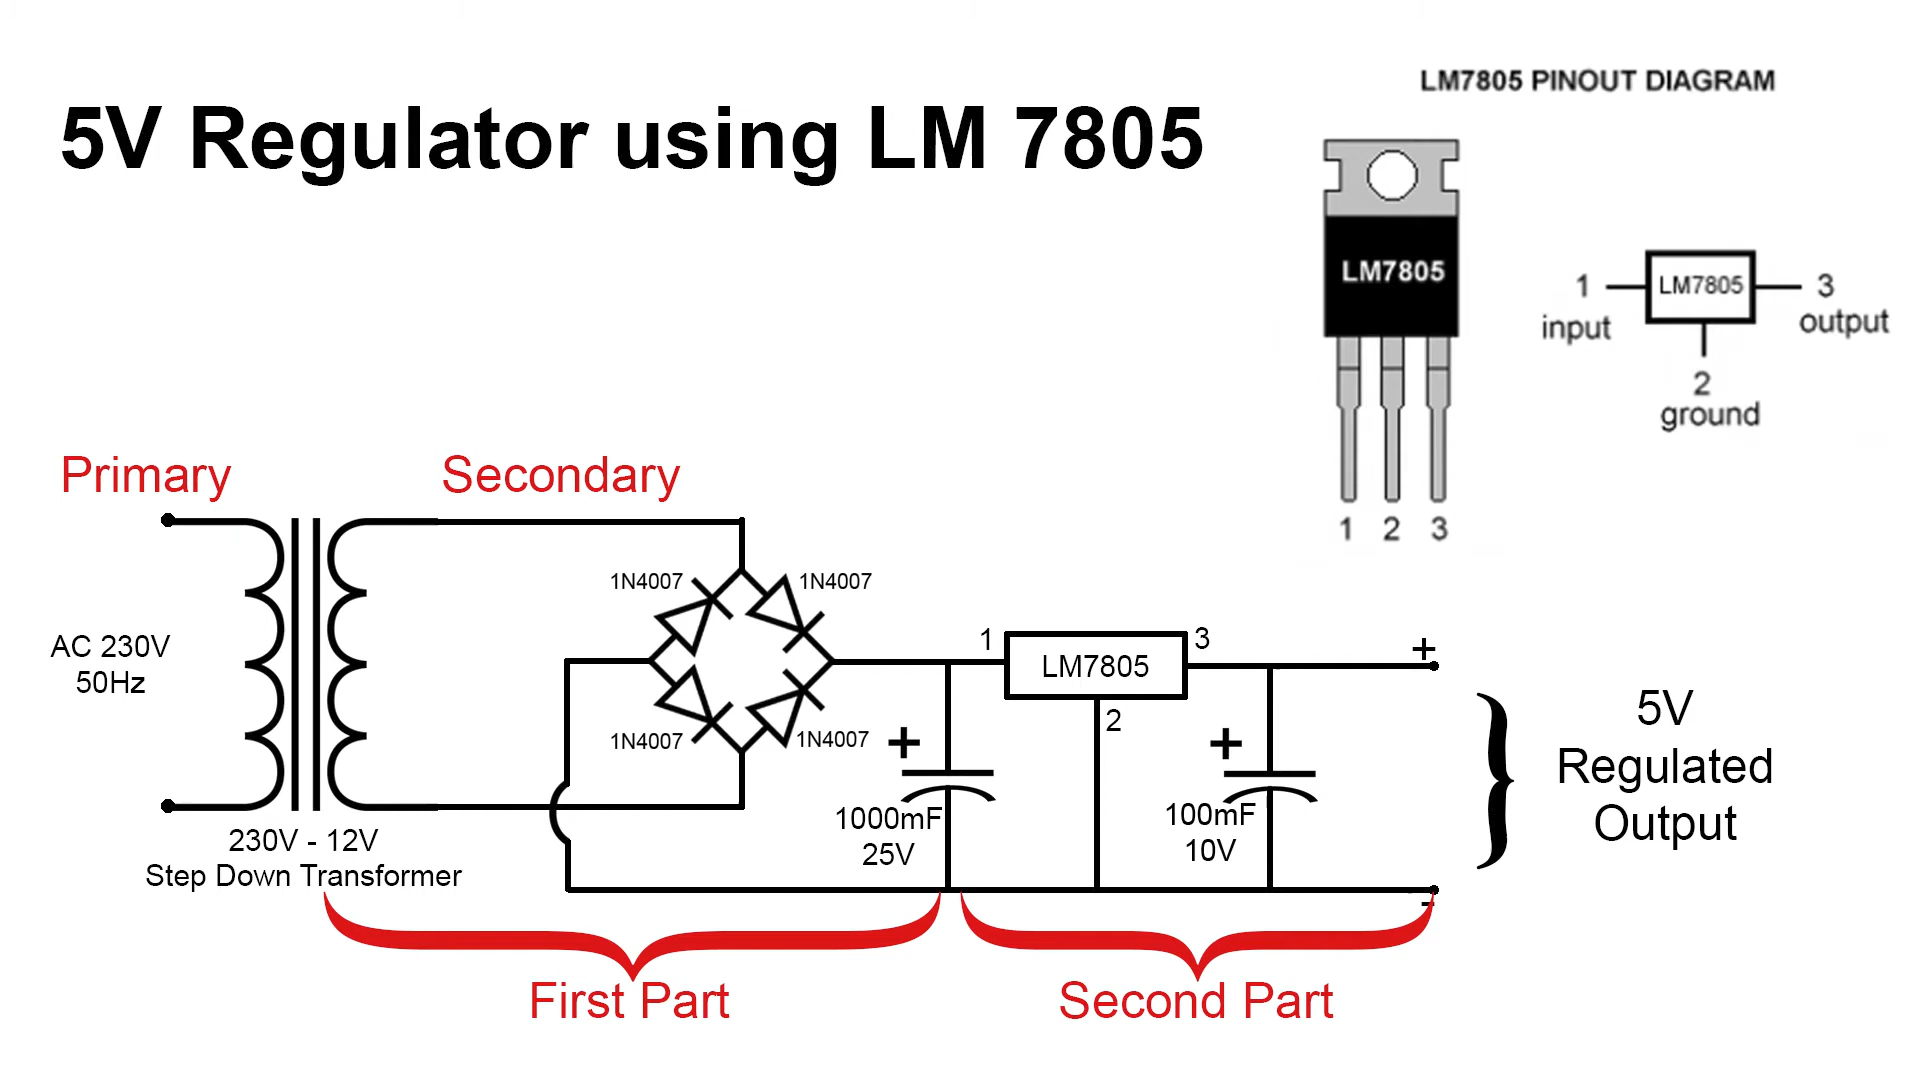 LM7805 PINOUT DIAGRAM
5V Regulator using LM 7805
LM7805
1 2 3
1
input
LM7805
3
output
2
ground
Primary
Secondary
AC 230V
50Hz
230V - 12V
Step Down Transformer
1N4007
1N4007
1N4007
1N4007
+
1000mF
25V
1
LM7805
3
2
+
100mF
10V
+
-
5V
Regulated
Output
First Part
Second Part